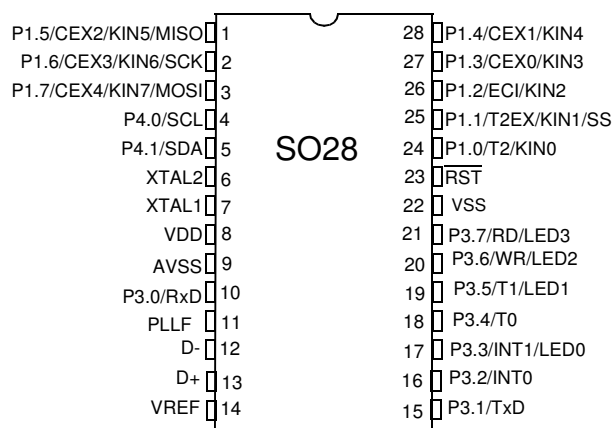 P1.5/CEX2/KIN5/MISO 1 28 P1.4/CEX1/KIN4
P1.6/CEX3/KIN6/SCK 2 27 P1.3/CEX0/KIN3
P1.7/CEX4/KIN7/MOSI 3 26 P1.2/ECI/KIN2
P4.0/SCL 4 25 P1.1/T2EX/KIN1/SS
P4.1/SDA 5 SO28 24 P1.0/T2/KIN0
XTAL2 6 23 RST
XTAL1 7 22 VSS
VDD 8 21 P3.7/RD/LED3
AVSS 9 20 P3.6/WR/LED2
P3.0/RxD 10 19 P3.5/T1/LED1
PLLF 11 18 P3.4/T0
D- 12 17 P3.3/INT1/LED0
D+ 13 16 P3.2/INT0
VREF 14 15 P3.1/TxD